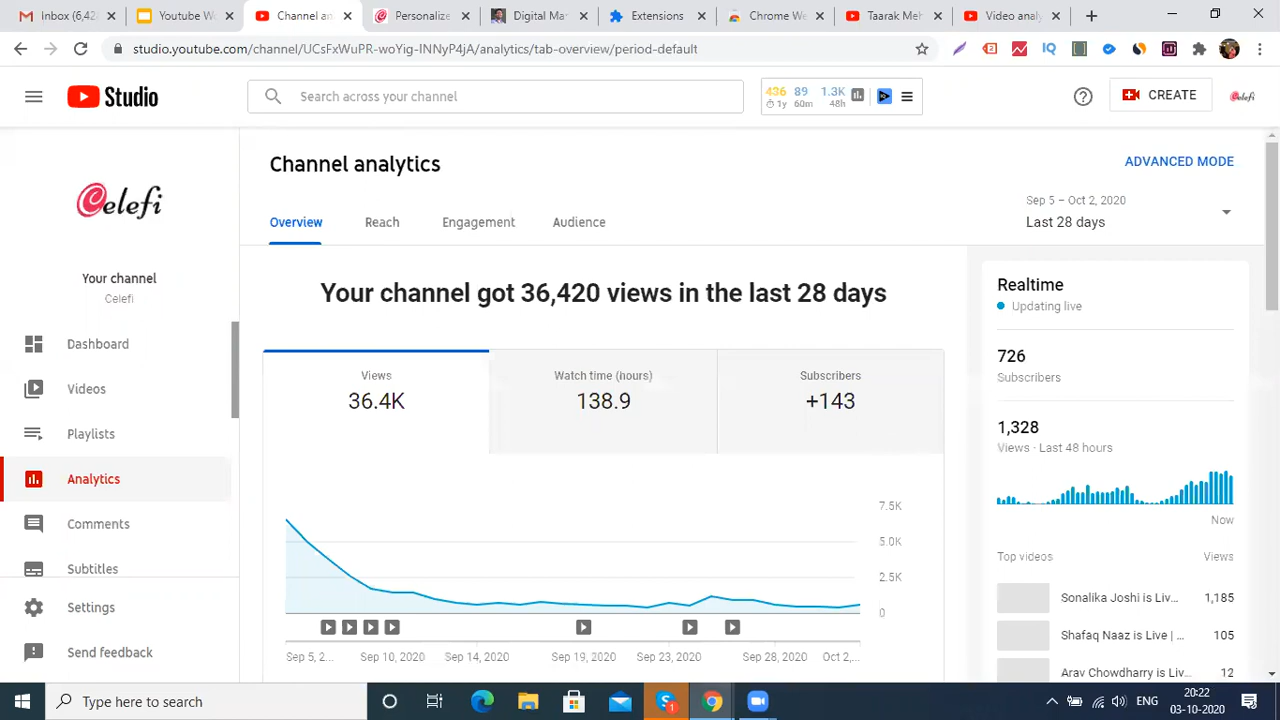 Inbox (6,42
Youtube Wo
Channel an
Personalize
Digital Ma
Extensions
Chrome We
Taarak Meh
Video analy
studio.youtube.com/channel/UCsFxWuPR-woYig-INNyP4jA/analytics/tab-overview/period-default
Studio
Search across your channel
436 89 1.3K
1y 60m 48h
CREATE
Celefi
Celefi
Your channel
Celefi
Dashboard
Videos
Playlists
Analytics
Comments
Subtitles
Settings
Send feedback
Channel analytics
ADVANCED MODE
Overview
Reach
Engagement
Audience
Sep 5 – Oct 2, 2020
Last 28 days
Your channel got 36,420 views in the last 28 days
Views
36.4K
Watch time (hours)
138.9
Subscribers
+143
7.5K
5.0K
2.5K
0
Sep 5, 2...
Sep 10, 2020
Sep 14, 2020
Sep 19, 2020
Sep 23, 2020
Sep 28, 2020
Oct 2,...
Realtime
Updating live
726
Subscribers
1,328
Views · Last 48 hours
Now
Top videos Views
Sonalika Joshi is Liv... 1,185
Shafaq Naaz is Live | ... 105
Arav Chowdharry is Liv... 12
Type here to search
ENG
20:22
03-10-2020